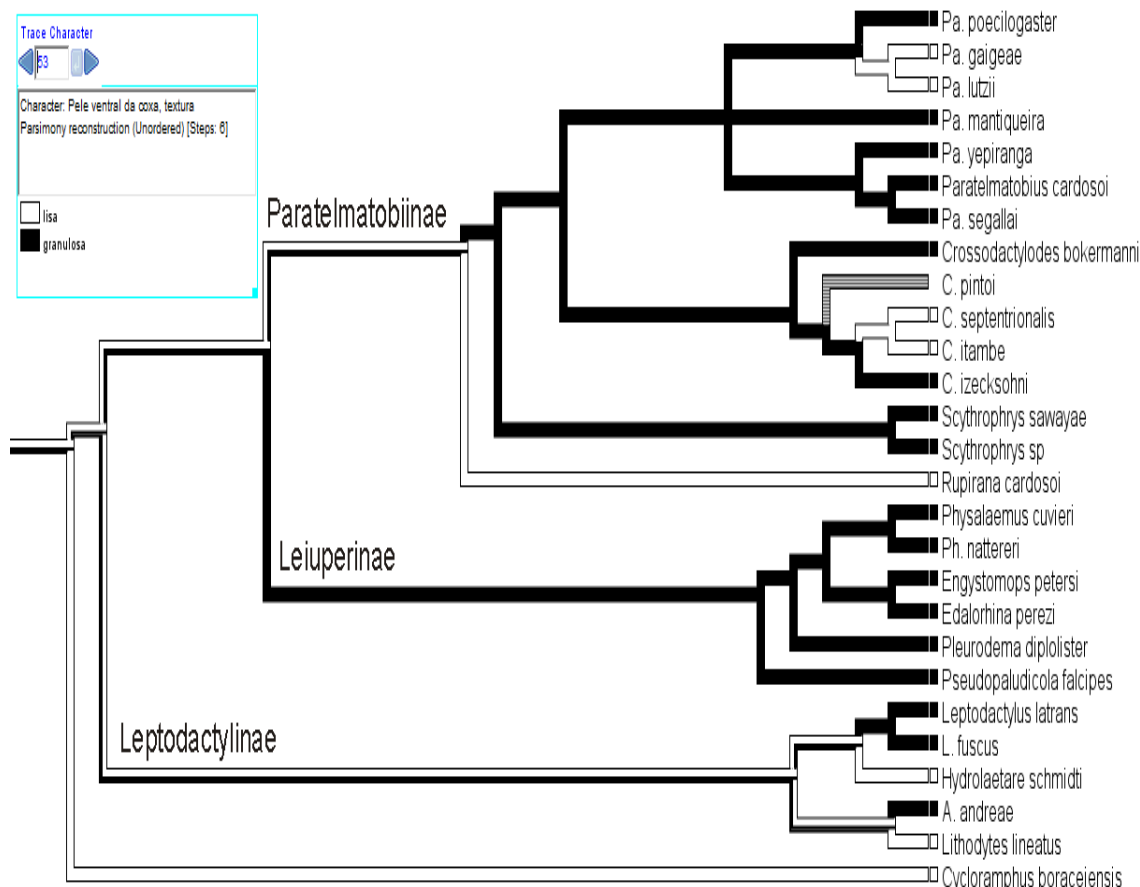 Trace Character
53
Character: Pele ventral da coxa, textura
Parsimony reconstruction (Unordered) [Steps: 6]
lisa
granulosa
Paratelmatobiinae
Leiuperinae
Leptodactylinae
Pa. poecilogaster
Pa. gaigeae
Pa. lutzii
Pa. mantiqueira
Pa. yepiranga
Paratelmatobius cardosoi
Pa. segallai
Crossodactylodes bokermanni
C. pintoi
C. septentrionalis
C. itambe
C. izecksohni
Scythrophrys sawayae
Scythrophrys sp
Rupirana cardosoi
Physalaemus cuvieri
Ph. nattereri
Engystomops petersi
Edalorhina perezi
Pleurodema diplolister
Pseudopaludicola falcipes
Leptodactylus latrans
L. fuscus
Hydrolaetare schmidti
A. andreae
Lithodytes lineatus
Cycloramphus boraceiensis